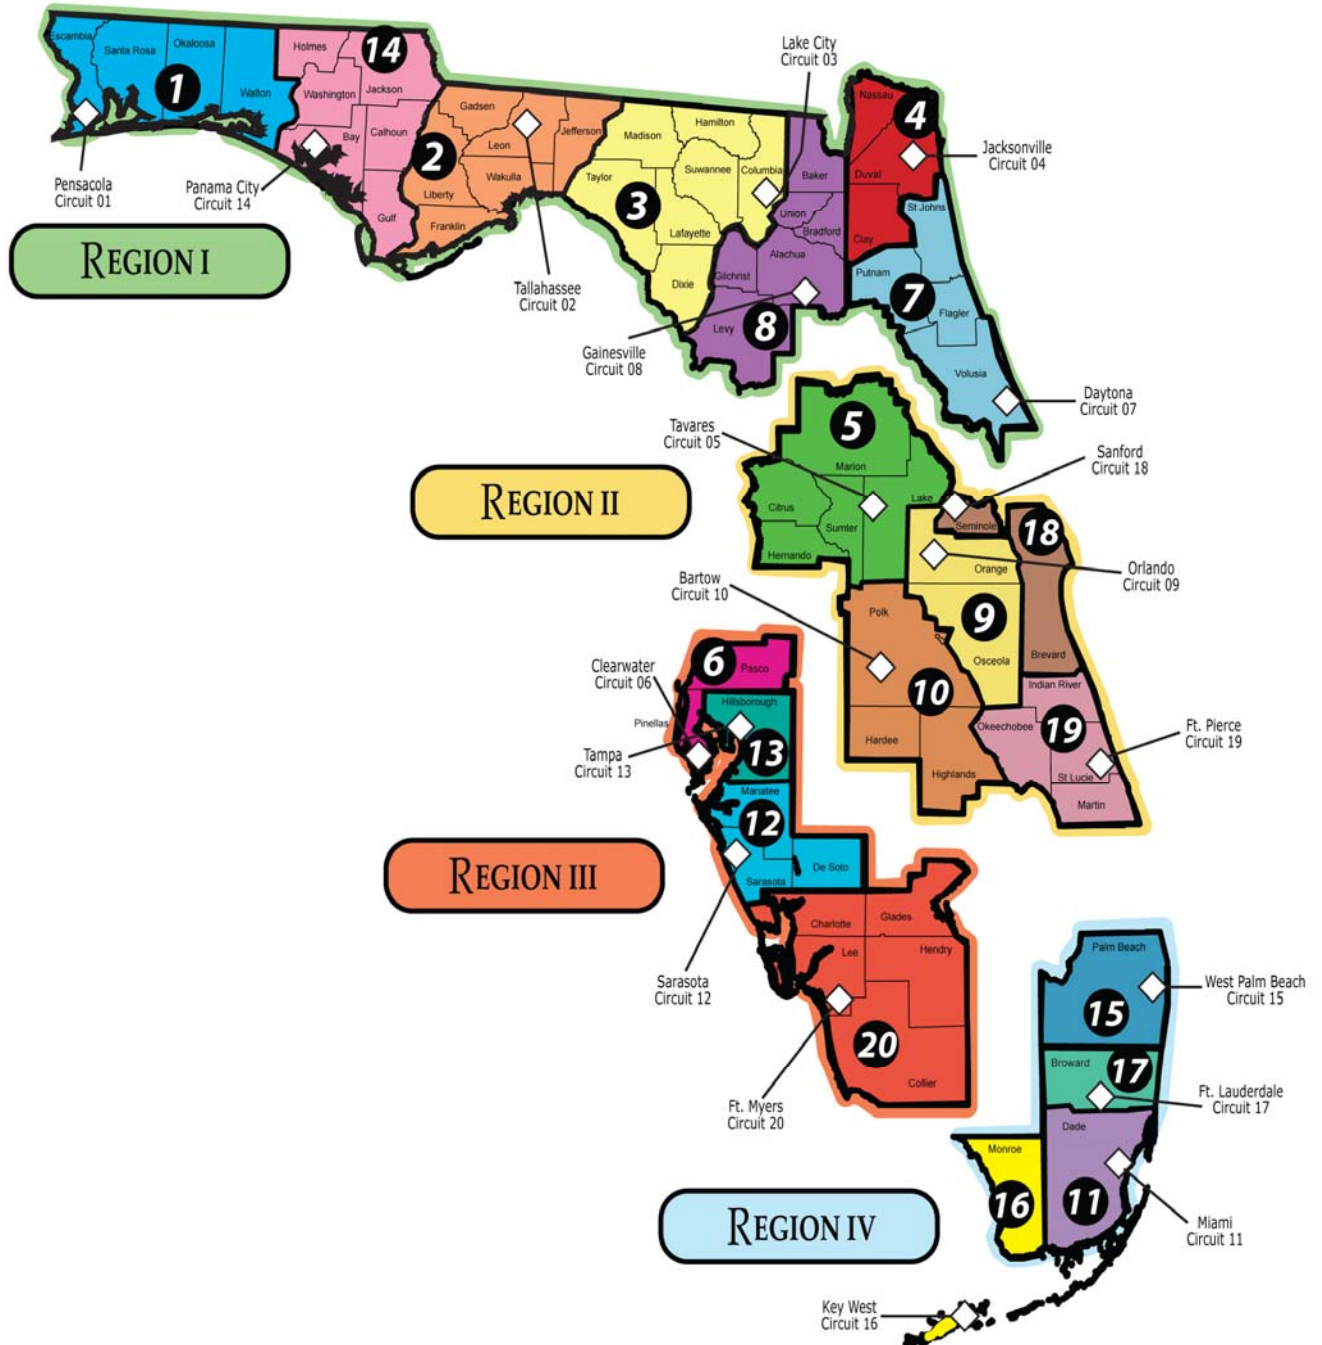 Escambia
Santa Rosa
Okaloosa
Walton
1
Holmes
14
Washington
Jackson
Bay
Calhoun
Gulf
Gadsen
Leon
Jefferson
2
Liberty
Wakulla
Franklin
Pensacola
Circuit 01
Panama City
Circuit 14
REGION I
Tallahassee
Circuit 02
Lake City
Circuit 03
Madison
Hamilton
Taylor
Suwannee
Columbia
3
Lafayette
Dixie
Baker
Union
Bradford
Alachua
Gilchrist
Levy
8
Gainesville
Circuit 08
Nassau
4
Duval
Clay
Jacksonville
Circuit 04
St Johns
Putnam
7
Flagler
Volusia
Daytona
Circuit 07
Tavares
Circuit 05
5
Marion
Citrus
Sumter
Lake
Hernando
REGION II
Sanford
Circuit 18
Seminole
18
Orange
Orlando
Circuit 09
Bartow
Circuit 10
Polk
9
Osceola
Brevard
10
Hardee
Highlands
Indian River
Okeechobee
19
St Lucie
Martin
Ft. Pierce
Circuit 19
Clearwater
Circuit 06
6
Pasco
Pinellas
Hillsborough
Tampa
Circuit 13
13
Manatee
12
Sarasota
De Soto
REGION III
Charlotte
Glades
Lee
Hendry
Sarasota
Circuit 12
20
Collier
Ft. Myers
Circuit 20
Palm Beach
15
West Palm Beach
Circuit 15
Broward
17
Ft. Lauderdale
Circuit 17
Dade
Monroe
16
11
REGION IV
Miami
Circuit 11
Key West
Circuit 16